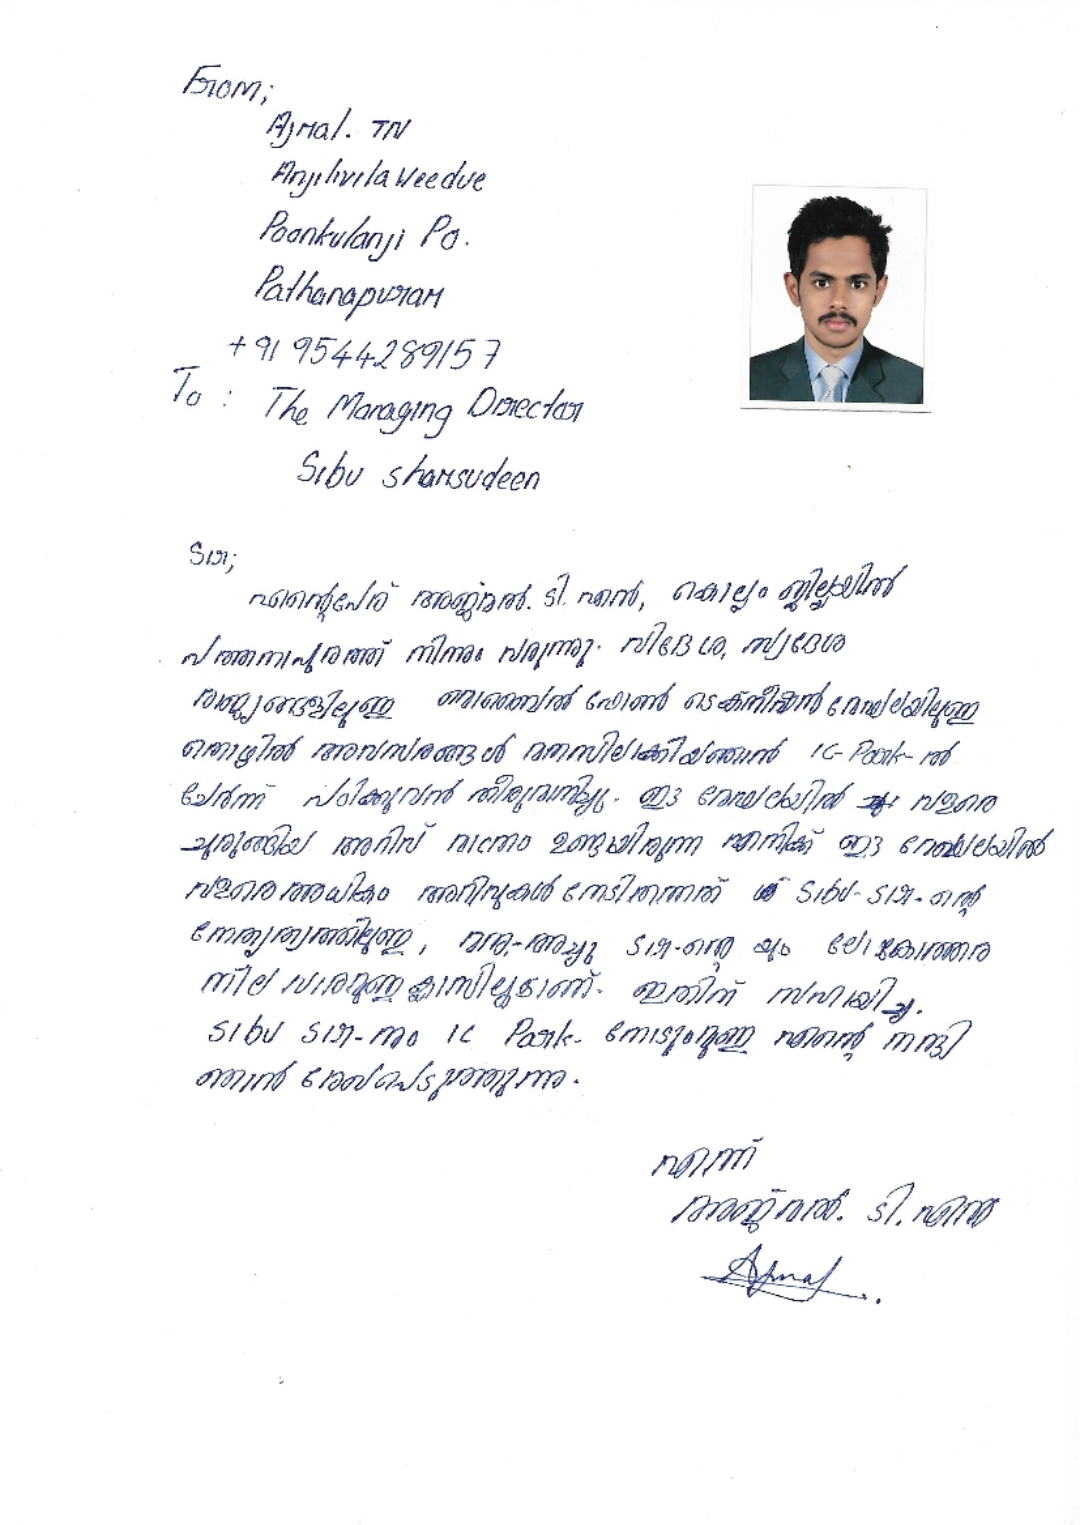 From;
Ajmal. TN
Anjilivila Veedue
Poonkulanji Po.
Pathanapuram
+91 9544289157
To : The Managing Director
Sibu shamsudeen
Sir;
എന്റെ പേര് അജ്മൽ. ടി. എൻ, കൊല്ലം ജില്ലായിൽ
പത്തനാപുരത്ത് നിന്നും വരുന്നു. വിദേശ, സ്വദേശ
രാജ്യങ്ങളിലുള്ള മൊബൈൽ ഫോൺ ടെക്നീഷ്യൻ മേഖലയിലുള്ള
തൊഴിൽ അവസരങ്ങൾ മനസിലാക്കിയ ഞാൻ IC-Park-ൽ
ചേർന്ന് പഠിക്കുവാൻ തീരുമാനിച്ചു. ഈ മേഖലയിൽ വളരെ
ചുരുങ്ങിയ അറിവ് മാത്രം ഉണ്ടായിരുന്ന എനിക്ക് ഈ മേഖലയിൽ
വളരെ അധികം അറിവുകൾ നേടിതന്നത് Sibu-Sir-ന്റെ
നേതൃത്വത്തിലുള്ള, Sir-ന്റെ യും ലോകോത്തര
നില വാരമുള്ള ക്ലാസിലൂടാണ്. ഇതിന് സഹായിച്ച.
Sibu Sir-നും IC Park- നോടുംമുള്ള എന്റെ നന്ദി
ഞാൻ രേഖപെടുത്തുന്നു.
എന്ന്
അജ്മൽ. ടി. എൻ
Ajmal